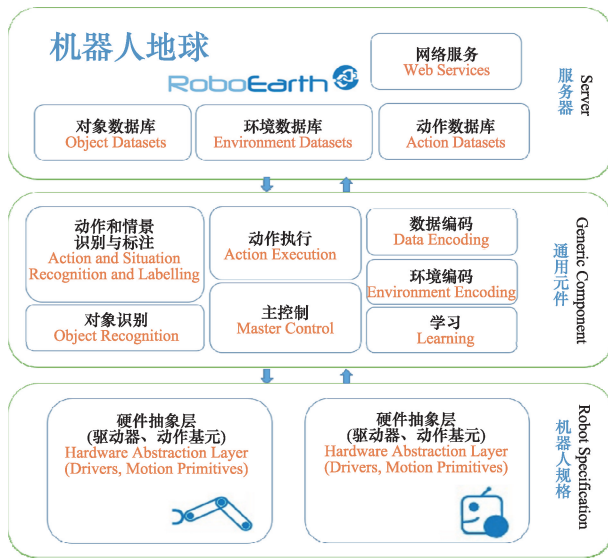 机器人地球
RoboEarth
网络服务
Web Services
对象数据库
Object Datasets
环境数据库
Environment Datasets
动作数据库
Action Datasets
Server
服务器
动作和情景
识别与标注
Action and Situation
Recognition and Labelling
对象识别
Object Recognition
动作执行
Action Execution
主控制
Master Control
数据编码
Data Encoding
环境编码
Environment Encoding
学习
Learning
Generic Component
通用元件
硬件抽象层
(驱动器、动作基元)
Hardware Abstraction Layer
(Drivers, Motion Primitives)
硬件抽象层
(驱动器、动作基元)
Hardware Abstraction Layer
(Drivers, Motion Primitives)
Robot Specification
机器人规格